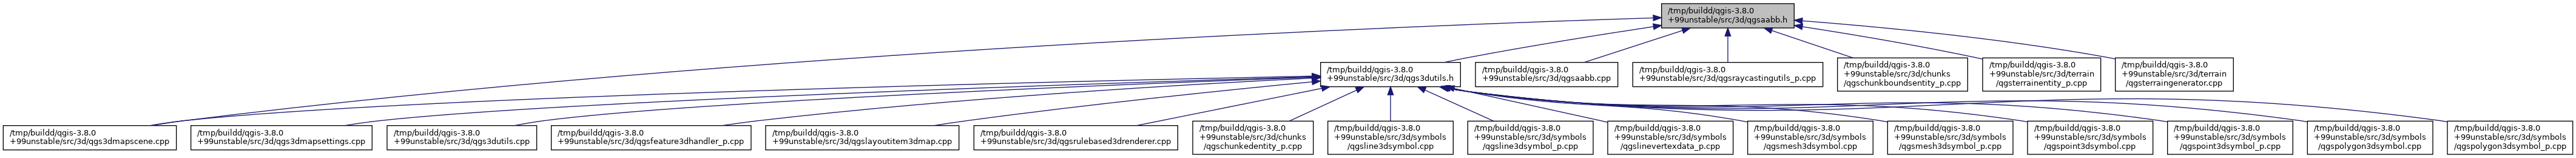 /tmp/buildd/qgis-3.8.0
+99unstable/src/3d/qgsaabb.h
/tmp/buildd/qgis-3.8.0
+99unstable/src/3d/qgs3dutils.h
/tmp/buildd/qgis-3.8.0
+99unstable/src/3d/qgsaabb.cpp
/tmp/buildd/qgis-3.8.0
+99unstable/src/3d/qgsraycastingutils_p.cpp
/tmp/buildd/qgis-3.8.0
+99unstable/src/3d/chunks
/qgschunkboundsentity_p.cpp
/tmp/buildd/qgis-3.8.0
+99unstable/src/3d/terrain
/qgsterrainentity_p.cpp
/tmp/buildd/qgis-3.8.0
+99unstable/src/3d/terrain
/qgsterraingenerator.cpp
/tmp/buildd/qgis-3.8.0
+99unstable/src/3d/qgs3dmapscene.cpp
/tmp/buildd/qgis-3.8.0
+99unstable/src/3d/qgs3dmapsettings.cpp
/tmp/buildd/qgis-3.8.0
+99unstable/src/3d/qgs3dutils.cpp
/tmp/buildd/qgis-3.8.0
+99unstable/src/3d/qgsfeature3dhandler_p.cpp
/tmp/buildd/qgis-3.8.0
+99unstable/src/3d/qgslayoutitem3dmap.cpp
/tmp/buildd/qgis-3.8.0
+99unstable/src/3d/qgsrulebased3drenderer.cpp
/tmp/buildd/qgis-3.8.0
+99unstable/src/3d/chunks
/qgschunkedentity_p.cpp
/tmp/buildd/qgis-3.8.0
+99unstable/src/3d/symbols
/qgsline3dsymbol.cpp
/tmp/buildd/qgis-3.8.0
+99unstable/src/3d/symbols
/qgsline3dsymbol_p.cpp
/tmp/buildd/qgis-3.8.0
+99unstable/src/3d/symbols
/qgslinevertexdata_p.cpp
/tmp/buildd/qgis-3.8.0
+99unstable/src/3d/symbols
/qgsmesh3dsymbol.cpp
/tmp/buildd/qgis-3.8.0
+99unstable/src/3d/symbols
/qgsmesh3dsymbol_p.cpp
/tmp/buildd/qgis-3.8.0
+99unstable/src/3d/symbols
/qgspoint3dsymbol.cpp
/tmp/buildd/qgis-3.8.0
+99unstable/src/3d/symbols
/qgspoint3dsymbol_p.cpp
/tmp/buildd/qgis-3.8.0
+99unstable/src/3d/symbols
/qgspolygon3dsymbol.cpp
/tmp/buildd/qgis-3.8.0
+99unstable/src/3d/symbols
/qgspolygon3dsymbol_p.cpp